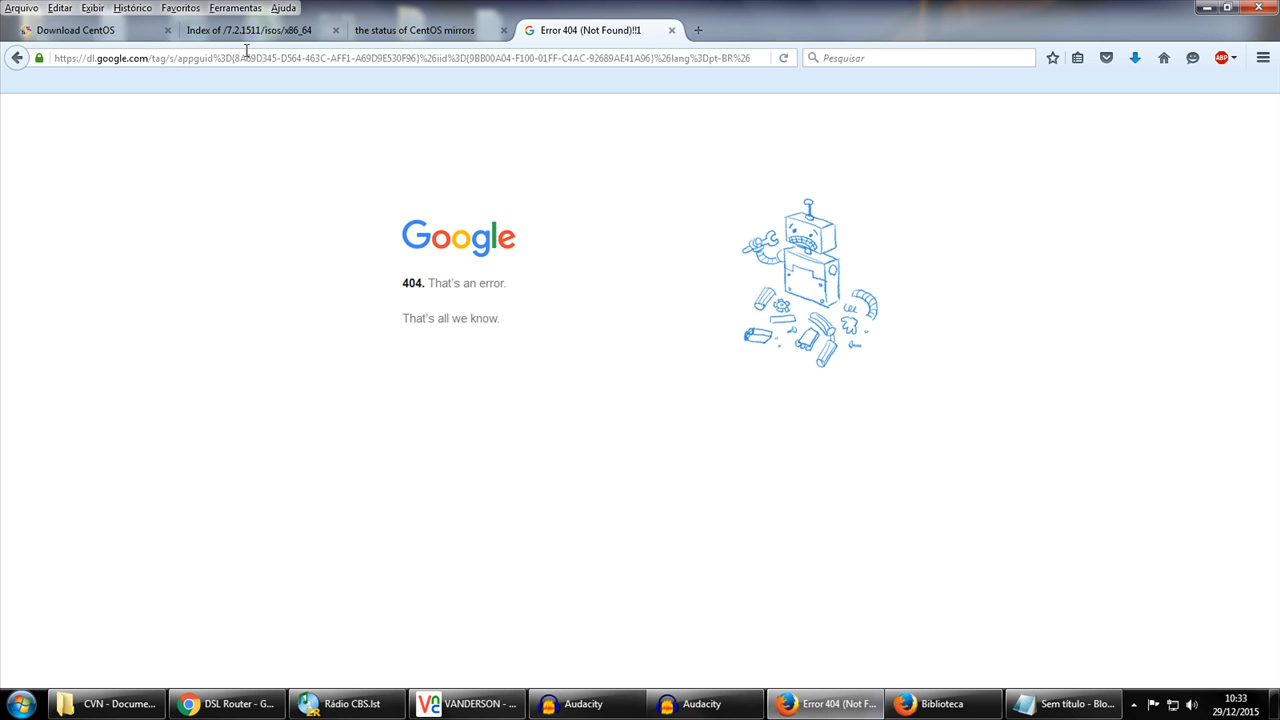 Arquivo Editar Exibir Histórico Favoritos Ferramentas Ajuda
Download CentOS Index of /7.2.1511/isos/x86_64 the status of CentOS mirrors Error 404 (Not Found)!!1
https://dl.google.com/tag/s/appguid%3D{8A69D345-D564-463C-AFF1-A69D9E530F96}%26iid%3D{9BB00A04-F100-01FF-C4AC-92689AE41A96}%26lang%3Dpt-BR%26 Pesquisar ABP
Google
404. That's an error.
That's all we know.
CVN - Docume... DSL Router - G... Rádio CBS.lst VANDERSON - ... Audacity Audacity Error 404 (Not F... Biblioteca Sem título - Blo... 10:33
29/12/2015